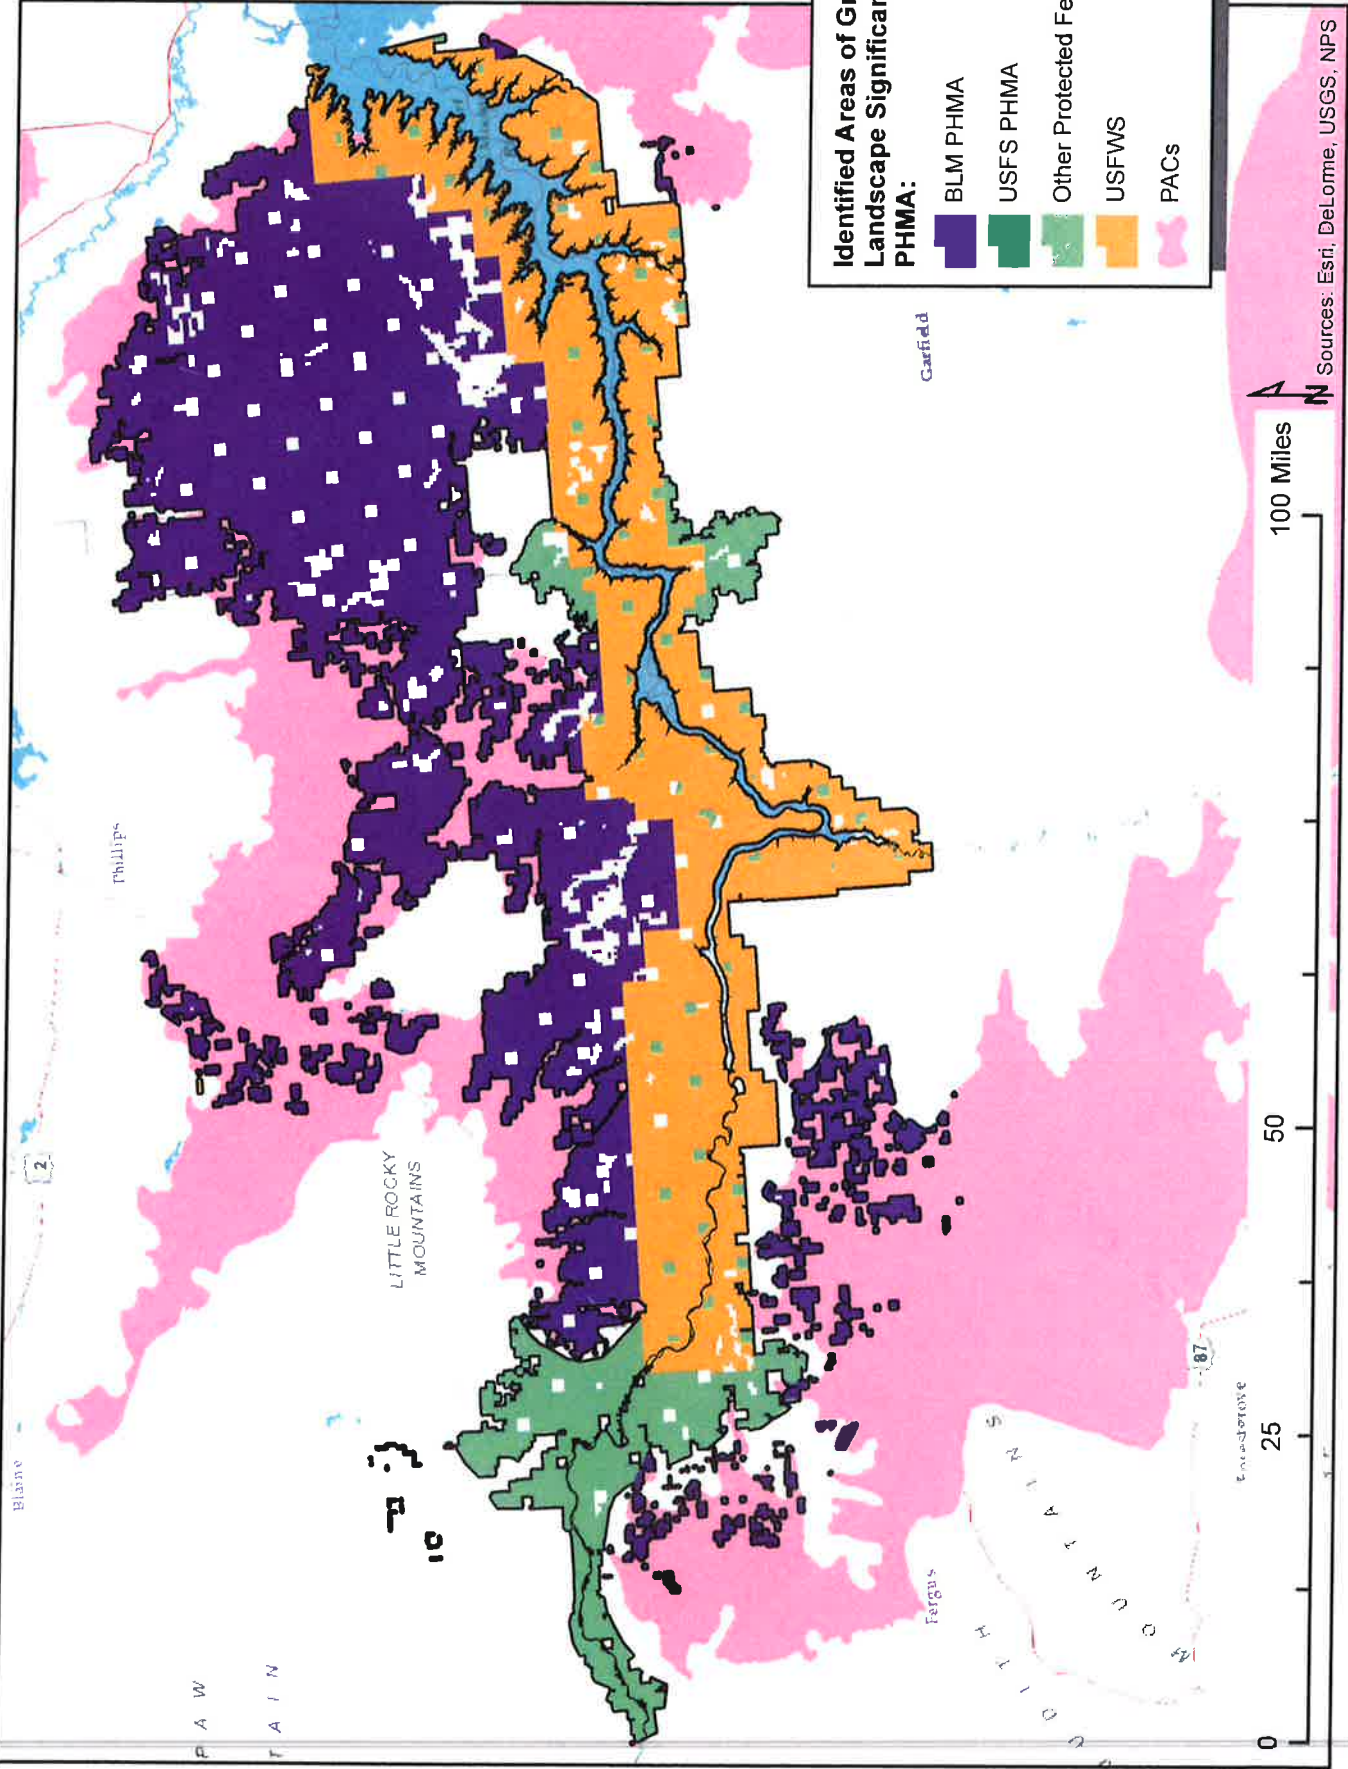 Blaine
Phillips
2
P A W
T A I N
LITTLE ROCKY
MOUNTAINS
Fergus
Garfield
U D I T H
M O U N T A I N S
87
Identified Areas of Gr
Landscape Significan
PHMA:
BLM PHMA
USFS PHMA
Other Protected Fe
USFWS
PACs
0
25
50
100 Miles
N
Sources: Esri, DeLorme, USGS, NPS